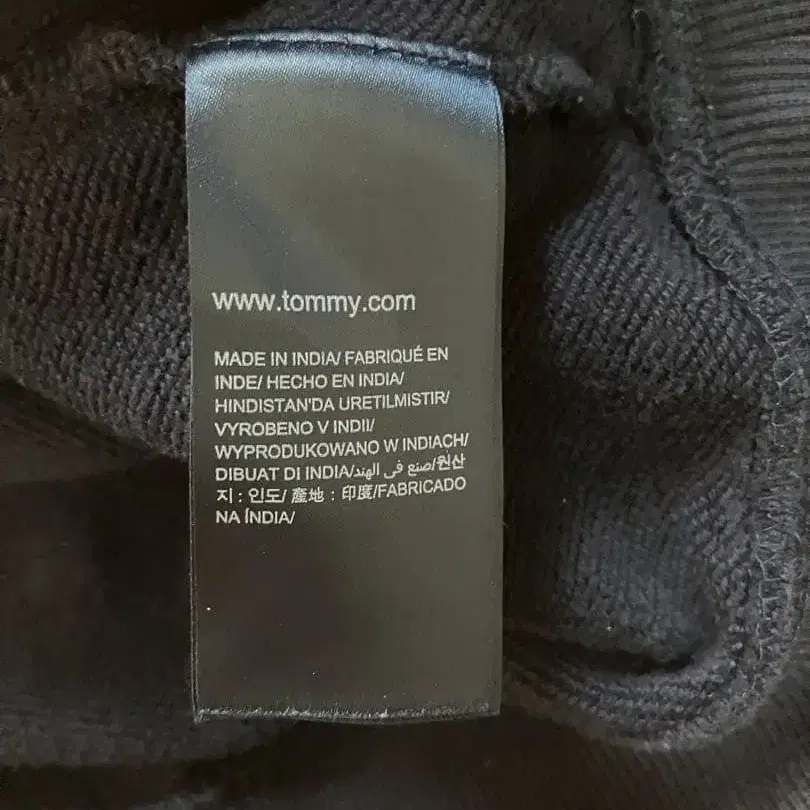 www.tommy.com
MADE IN INDIA/ FABRIQUÉ EN
INDE/ HECHO EN INDIA/
HINDISTAN'DA URETILMISTIR/
VYROBENO V INDII/
WYPRODUKOWANO W INDIACH/
DIBUAT DI INDIA/صنع في الهند/원산
지 : 인도/ 産地 : 印度/FABRICADO
NA ÍNDIA/